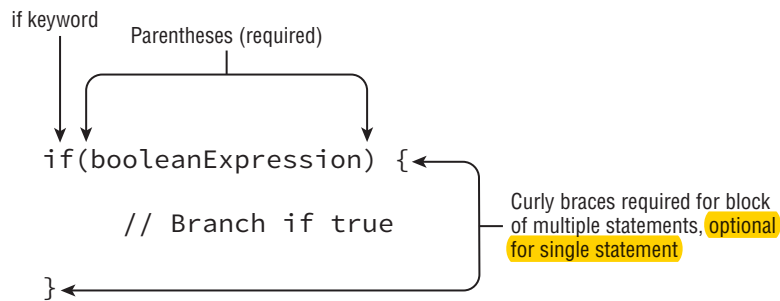 if keyword
Parentheses (required)
if(booleanExpression) {
Curly braces required for block
// Branch if true
of multiple statements, optional
for single statement
}